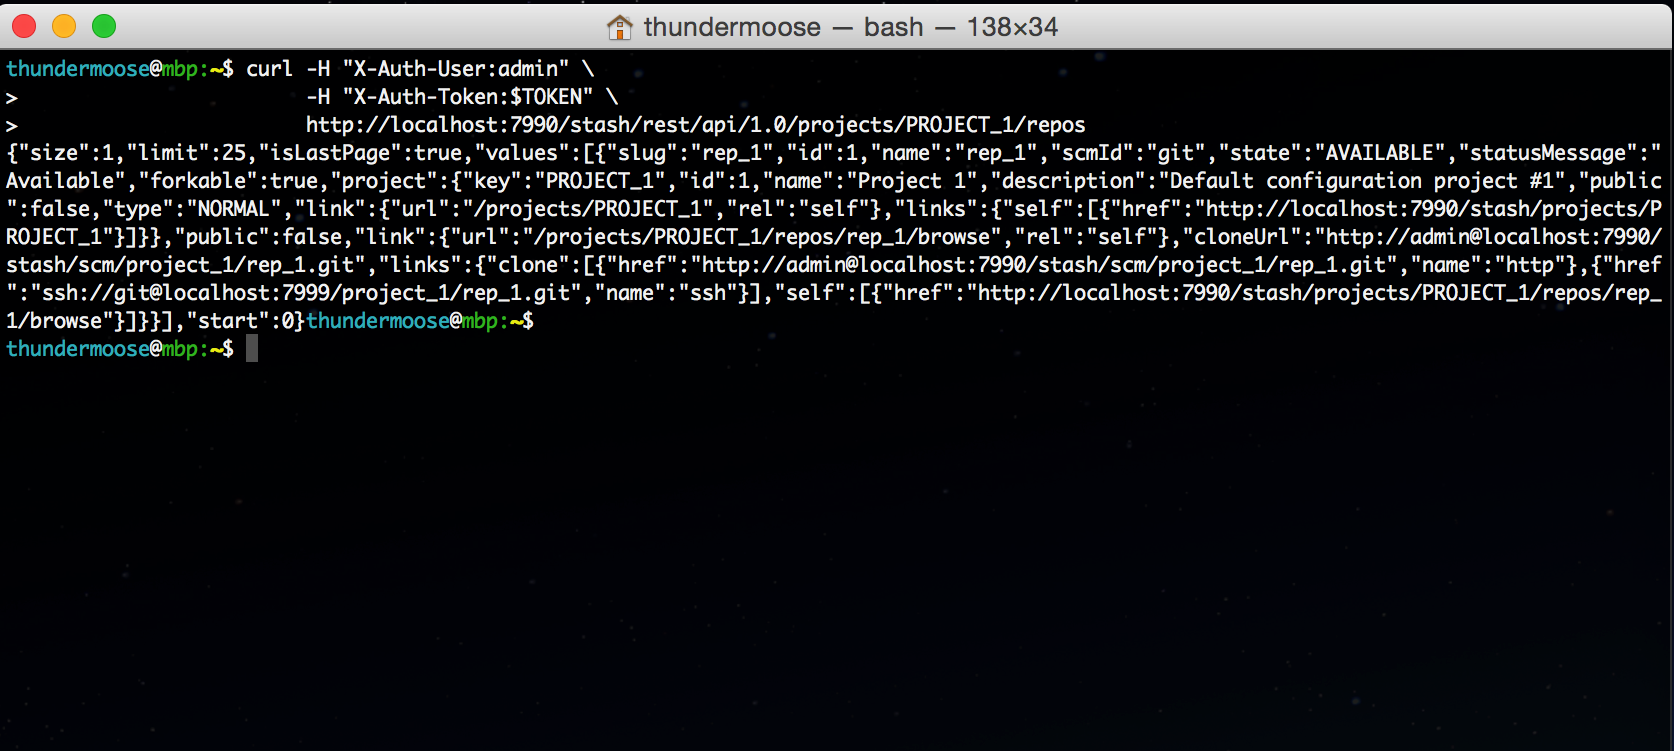 thundermoose — bash — 138×34
thundermoose@mbp:~$ curl -H "X-Auth-User:admin" \
>                        -H "X-Auth-Token:$TOKEN" \
>                        http://localhost:7990/stash/rest/api/1.0/projects/PROJECT_1/repos
{"size":1,"limit":25,"isLastPage":true,"values":[{"slug":"rep_1","id":1,"name":"rep_1","scmId":"git","state":"AVAILABLE","statusMessage":"
Available","forkable":true,"project":{"key":"PROJECT_1","id":1,"name":"Project 1","description":"Default configuration project #1","public
":false,"type":"NORMAL","link":{"url":"/projects/PROJECT_1","rel":"self"},"links":{"self":[{"href":"http://localhost:7990/stash/projects/P
ROJECT_1"}]}},"public":false,"link":{"url":"/projects/PROJECT_1/repos/rep_1/browse","rel":"self"},"cloneUrl":"http://admin@localhost:7990/
stash/scm/project_1/rep_1.git","links":{"clone":[{"href":"http://admin@localhost:7990/stash/scm/project_1/rep_1.git","name":"http"},{"href
":"ssh://git@localhost:7999/project_1/rep_1.git","name":"ssh"}],"self":[{"href":"http://localhost:7990/stash/projects/PROJECT_1/repos/rep_
1/browse"}]}}],"start":0}thundermoose@mbp:~$
thundermoose@mbp:~$